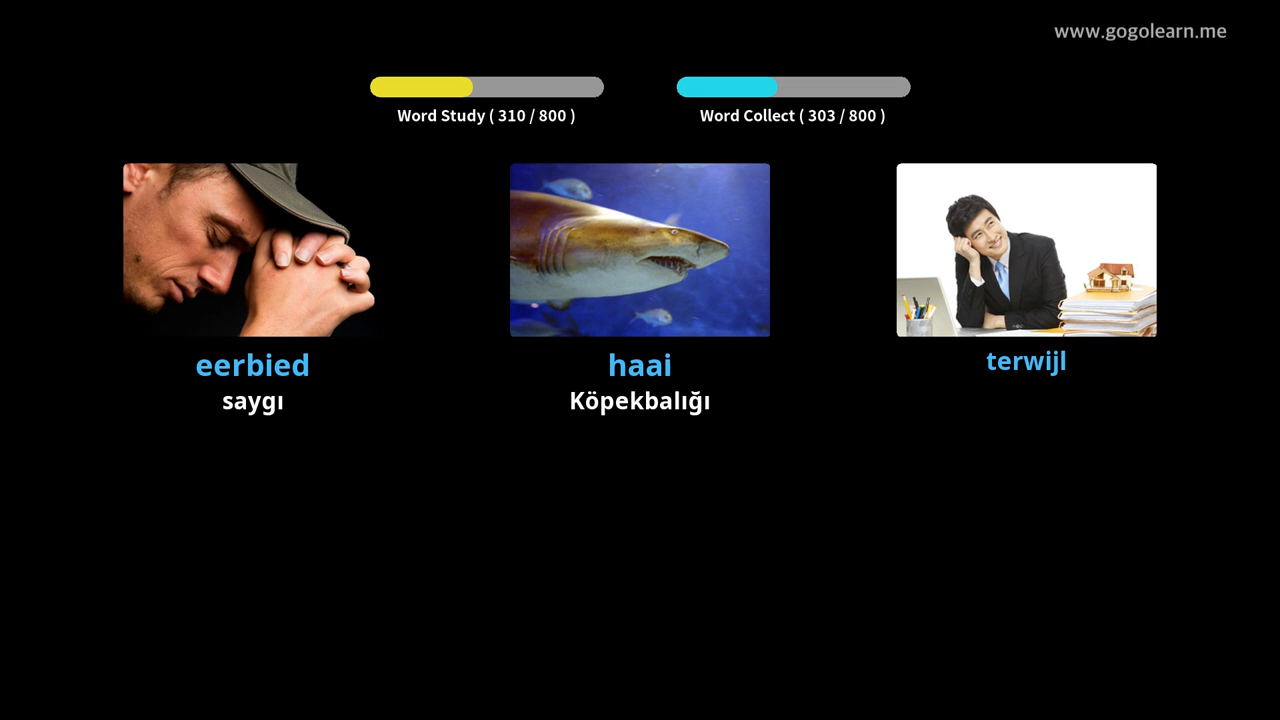 www.gogolearn.me
Word Study ( 310 / 800 )
Word Collect ( 303 / 800 )
eerbied
saygı
haai
Köpekbalığı
terwijl